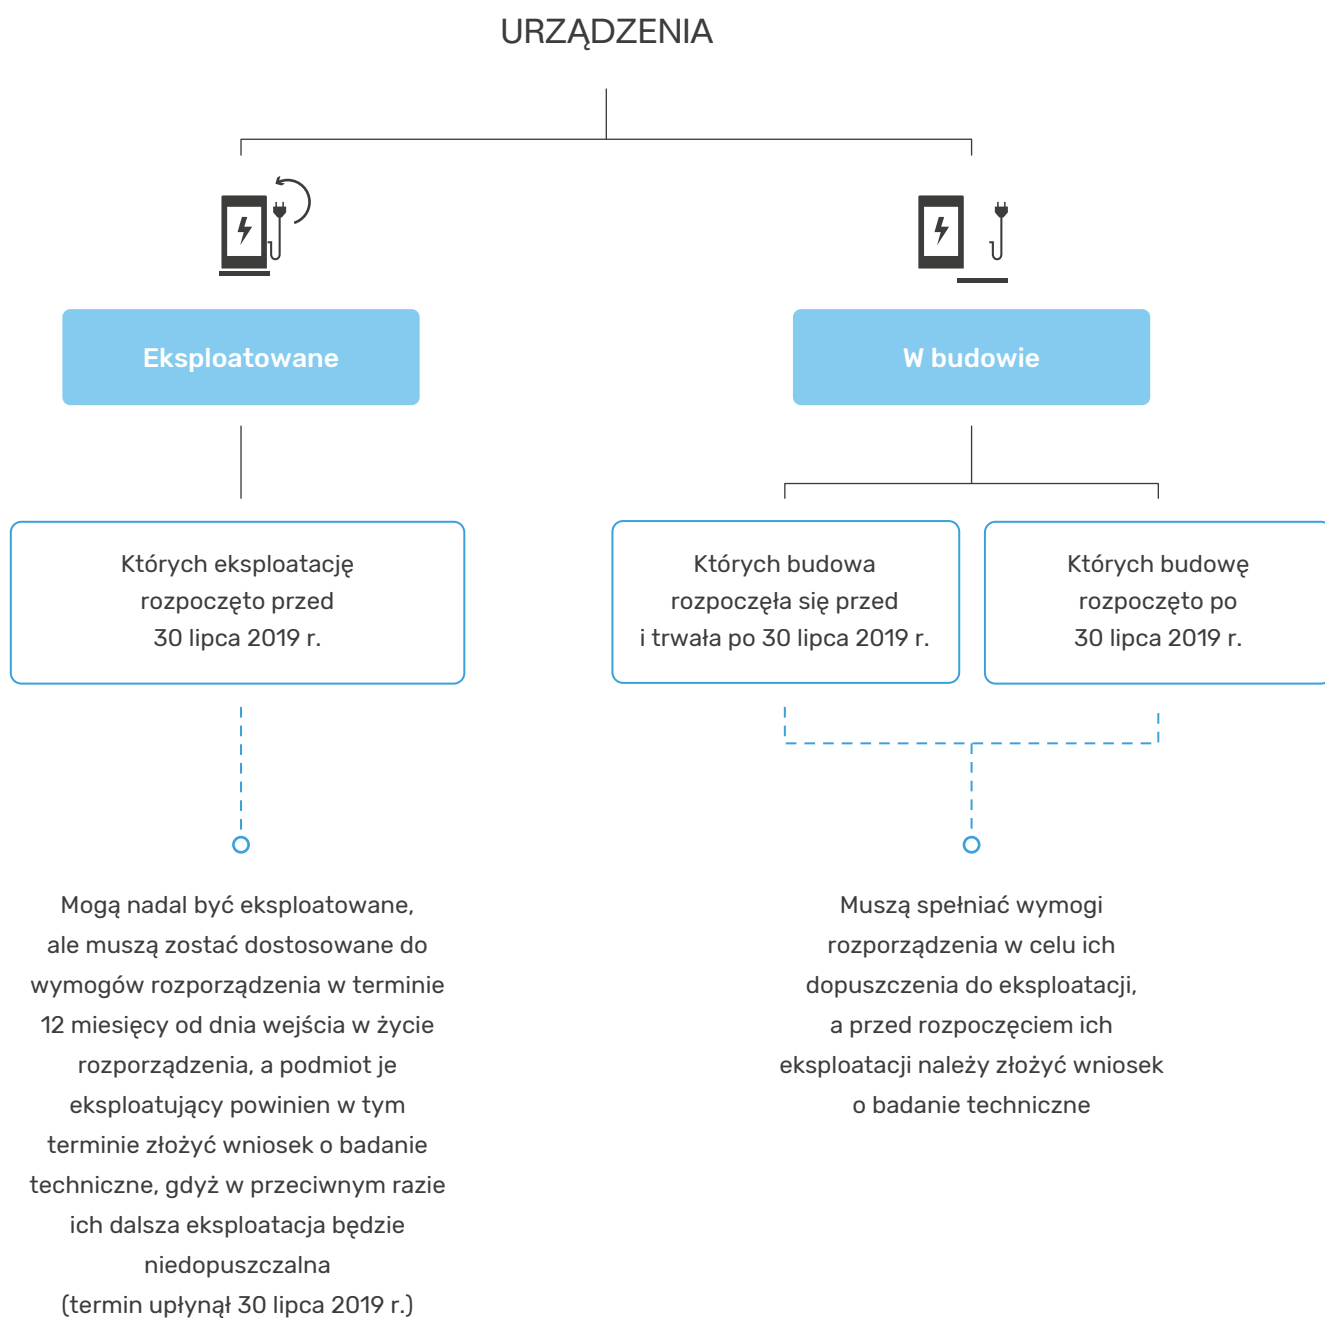 URZĄDZENIA
Eksploatowane
W budowie
Których eksploatację
rozpoczęto przed
30 lipca 2019 r.
Których budowa
rozpoczęła się przed
i trwała po 30 lipca 2019 r.
Których budowę
rozpoczęto po
30 lipca 2019 r.
Mogą nadal być eksploatowane,
ale muszą zostać dostosowane do
wymogów rozporządzenia w terminie
12 miesięcy od dnia wejścia w życie
rozporządzenia, a podmiot je
eksploatujący powinien w tym
terminie złożyć wniosek o badanie
techniczne, gdyż w przeciwnym razie
ich dalsza eksploatacja będzie
niedopuszczalna
(termin upłynął 30 lipca 2019 r.)
Muszą spełniać wymogi
rozporządzenia w celu ich
dopuszczenia do eksploatacji,
a przed rozpoczęciem ich
eksploatacji należy złożyć wniosek
o badanie techniczne